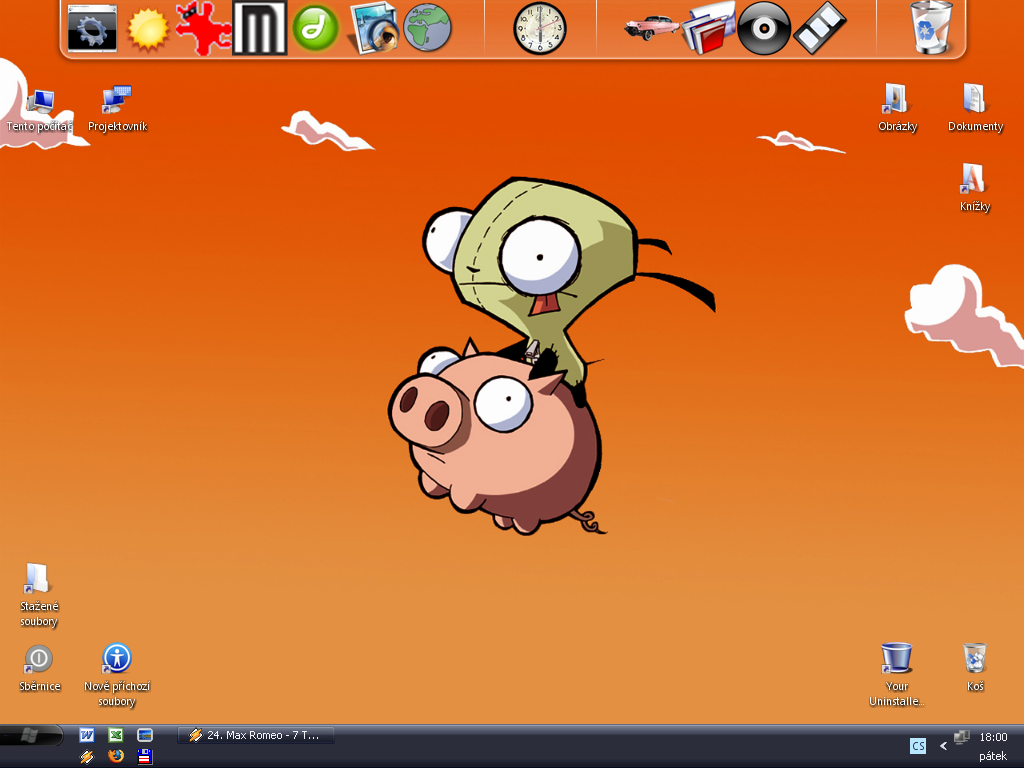 Tento počítač
Projektovník
Obrázky
Dokumenty
Knížky
Stažené
soubory
Sběrnice
Nově příchozí
soubory
Your
Uninstalle...
Koš
24. Max Romeo - 7 T...
CS
18:00
pátek